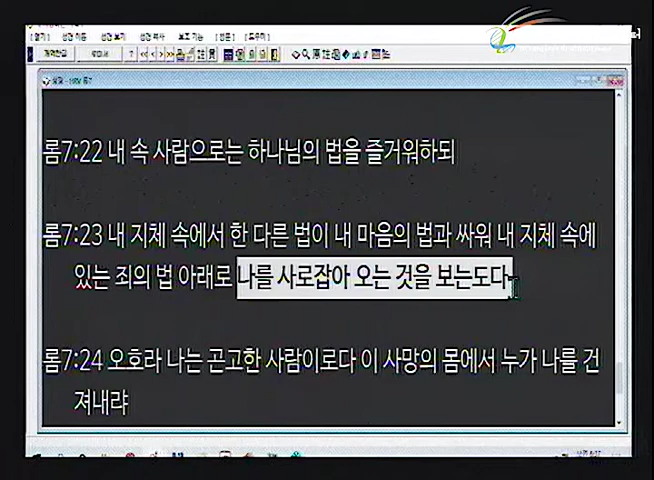 롬7:22 내 속 사람으로는 하나님의 법을 즐거워하되
롬7:23 내 지체 속에서 한 다른 법이 내 마음의 법과 싸워 내 지체 속에
있는 죄의 법 아래로 나를 사로잡아 오는 것을 보는도다
롬7:24 오호라 나는 곤고한 사람이로다 이 사망의 몸에서 누가 나를 건
져내랴